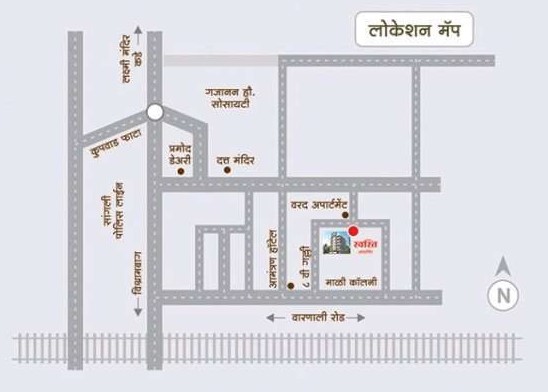 लोकेशन मॅप
लक्ष्मी मंदिर
कडे
गजानन हौ.
सोसायटी
कुपवाड फाटा
प्रमोद
डेअरी
दत्त मंदिर
सांगली
पोलिस लाईन
वरद अपार्टमेंट
स्वस्ति
आमंत्रण हॉटेल
८ वी गल्ली
माळी कॉलनी
विश्रामबाग
वारणाली रोड
N